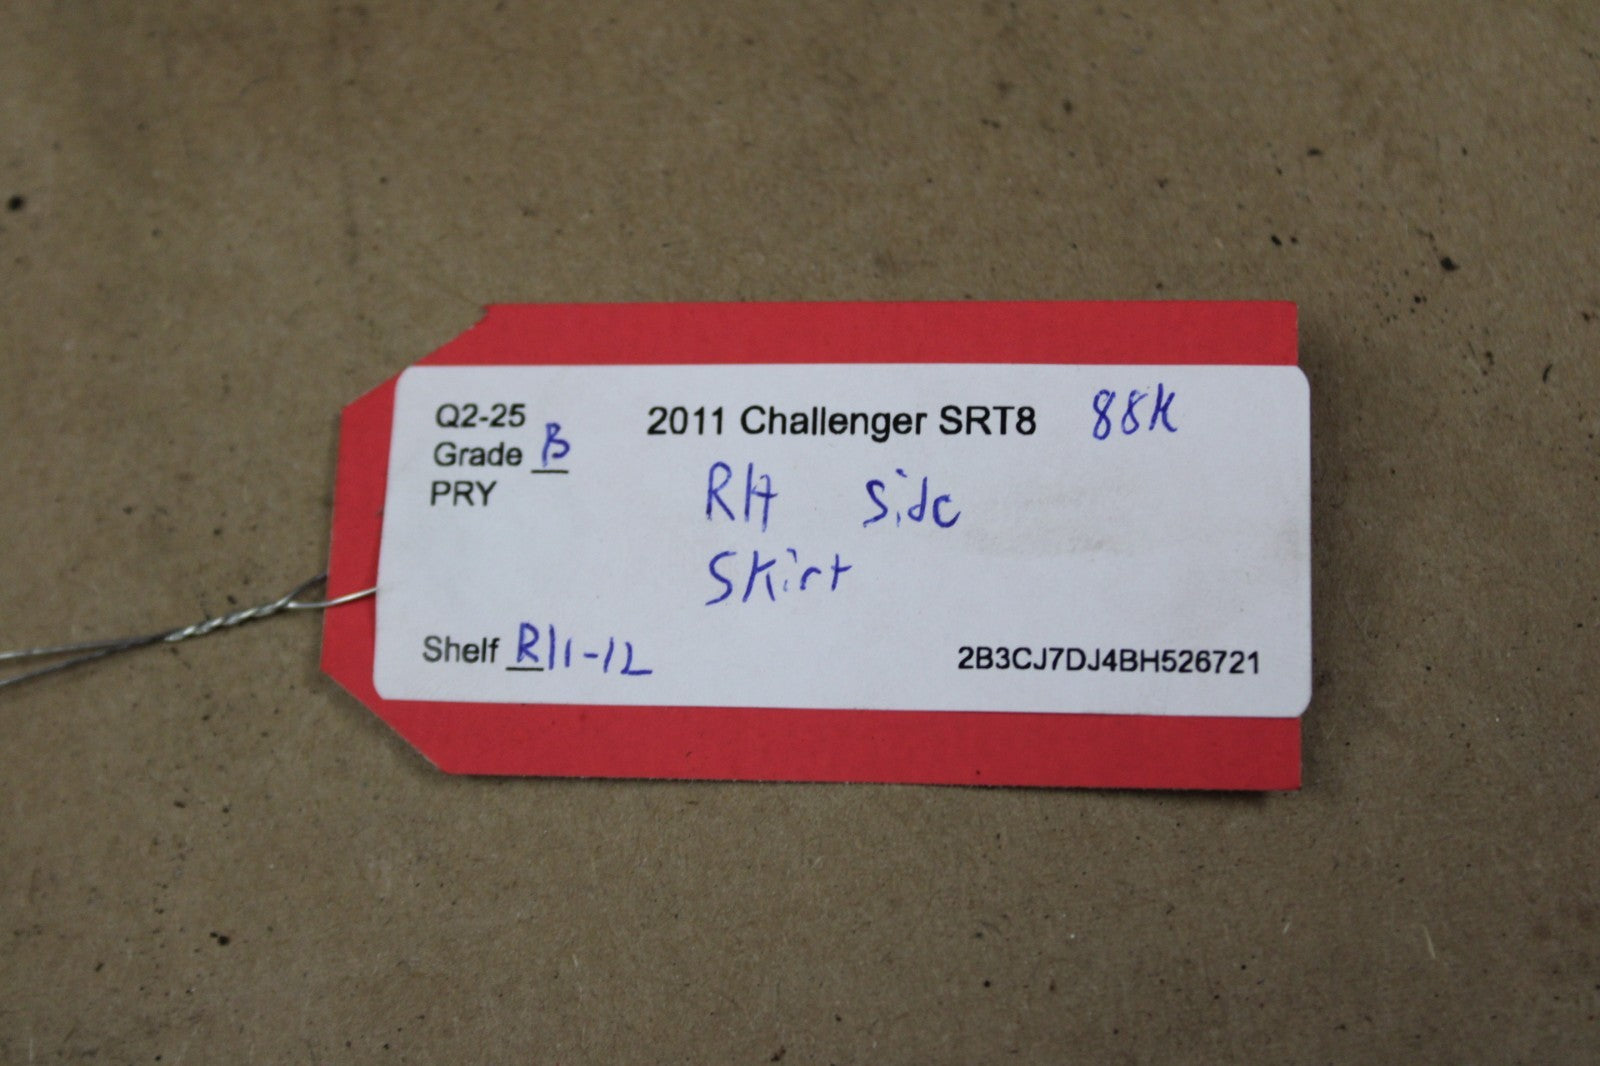 Q2-25 2011 Challenger SRT8 88K
Grade B
PRY
RH Side
Skirt
Shelf R11-12 2B3CJ7DJ4BH526721